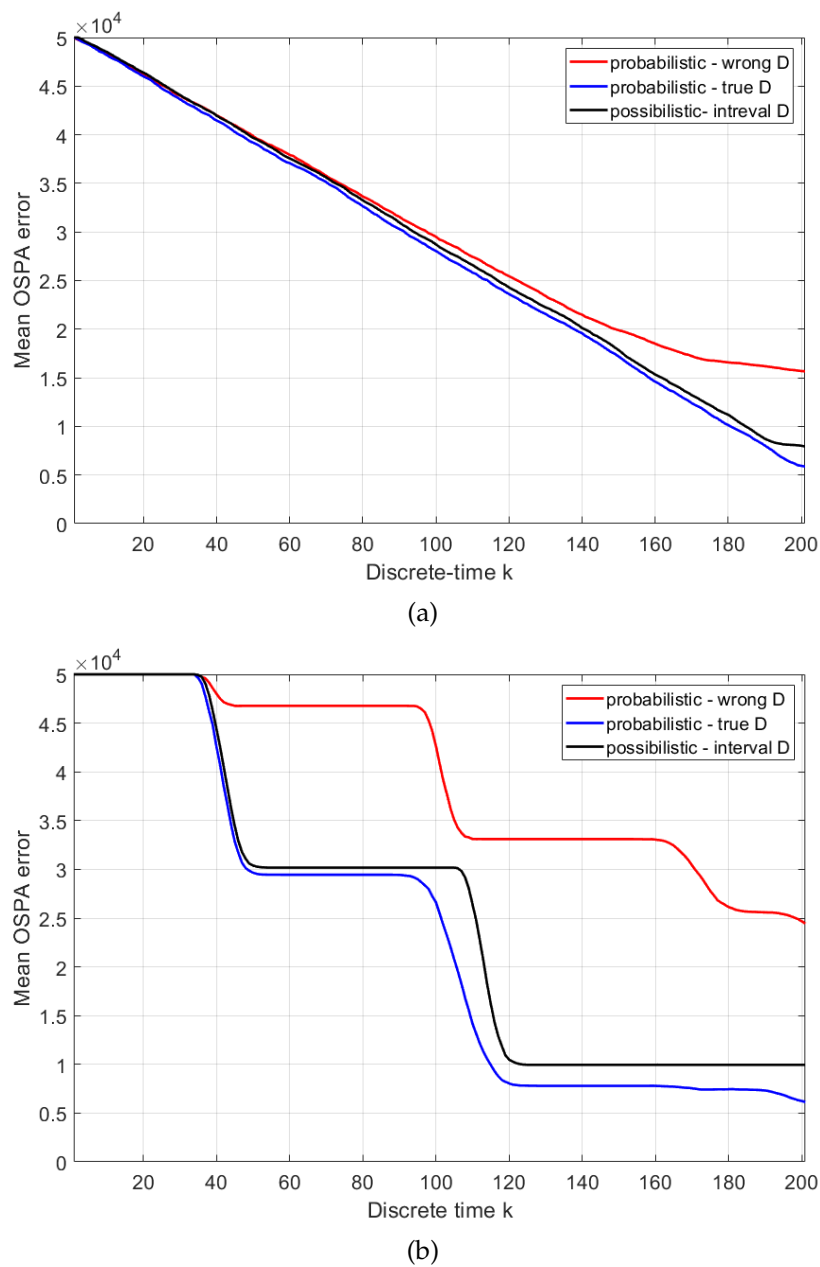 ×10⁴
5
4.5
4
3.5
3
2.5
2
1.5
1
0.5
0
Mean OSPA error
probabilistic - wrong D
probabilistic - true D
possibilistic- intreval D
20 40 60 80 100 120 140 160 180 200
Discrete-time k
(a)
×10⁴
5
4.5
4
3.5
3
2.5
2
1.5
1
0.5
0
Mean OSPA error
probabilistic - wrong D
probabilistic - true D
possibilistic - interval D
20 40 60 80 100 120 140 160 180 200
Discrete time k
(b)